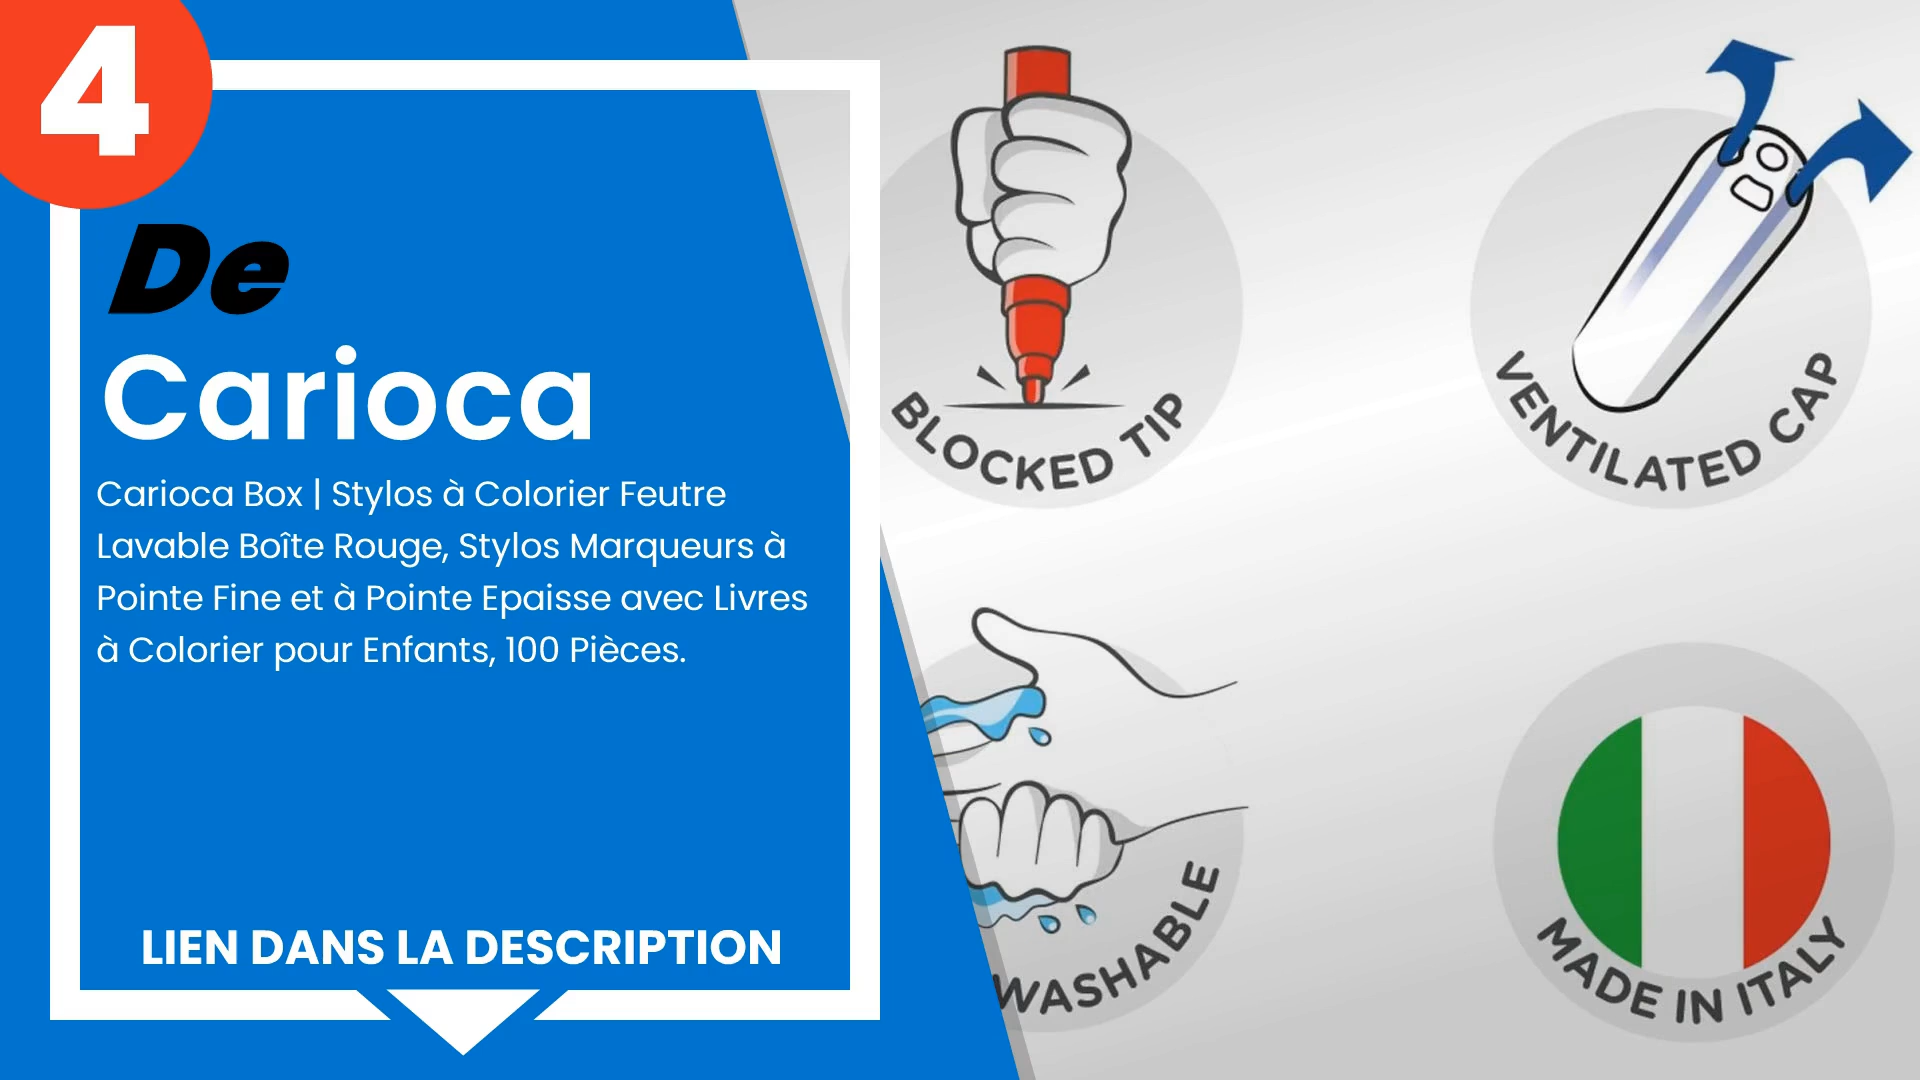 4
De
Carioca
Carioca Box | Stylos à Colorier Feutre
Lavable Boîte Rouge, Stylos Marqueurs à
Pointe Fine et à Pointe Epaisse avec Livres
à Colorier pour Enfants, 100 Pièces.
LIEN DANS LA DESCRIPTION
BLOCKED TIP
VENTILATED CAP
WASHABLE
MADE IN ITALY